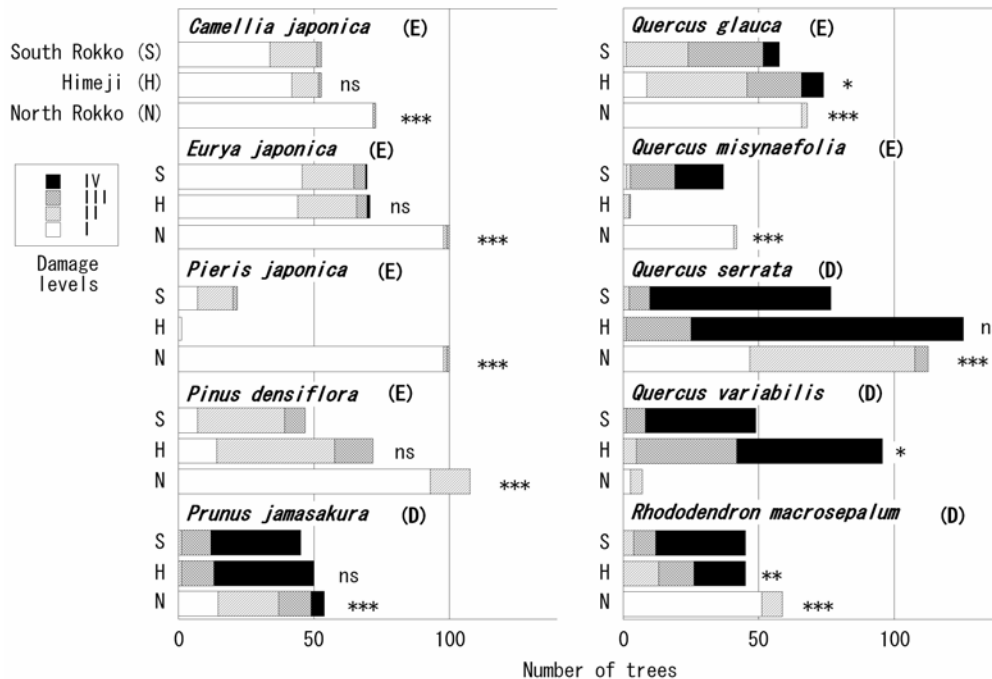 Camellia japonica (E)
South Rokko (S)
Himeji (H) ns
North Rokko (N) ***
Eurya japonica (E)
S
H ns
N ***
IV
III
II
I
Damage
levels
Pieris japonica (E)
S
H
N ***
Pinus densiflora (E)
S
H ns
N ***
Prunus jamasakura (D)
S
H ns
N ***
0 50 100
Quercus glauca (E)
S
H *
N ***
Quercus misynaefolia (E)
S
H
N ***
Quercus serrata (D)
S
H n
N ***
Quercus variabilis (D)
S
H *
N
Rhododendron macrosepalum (D)
S
H **
N ***
0 50 100
Number of trees